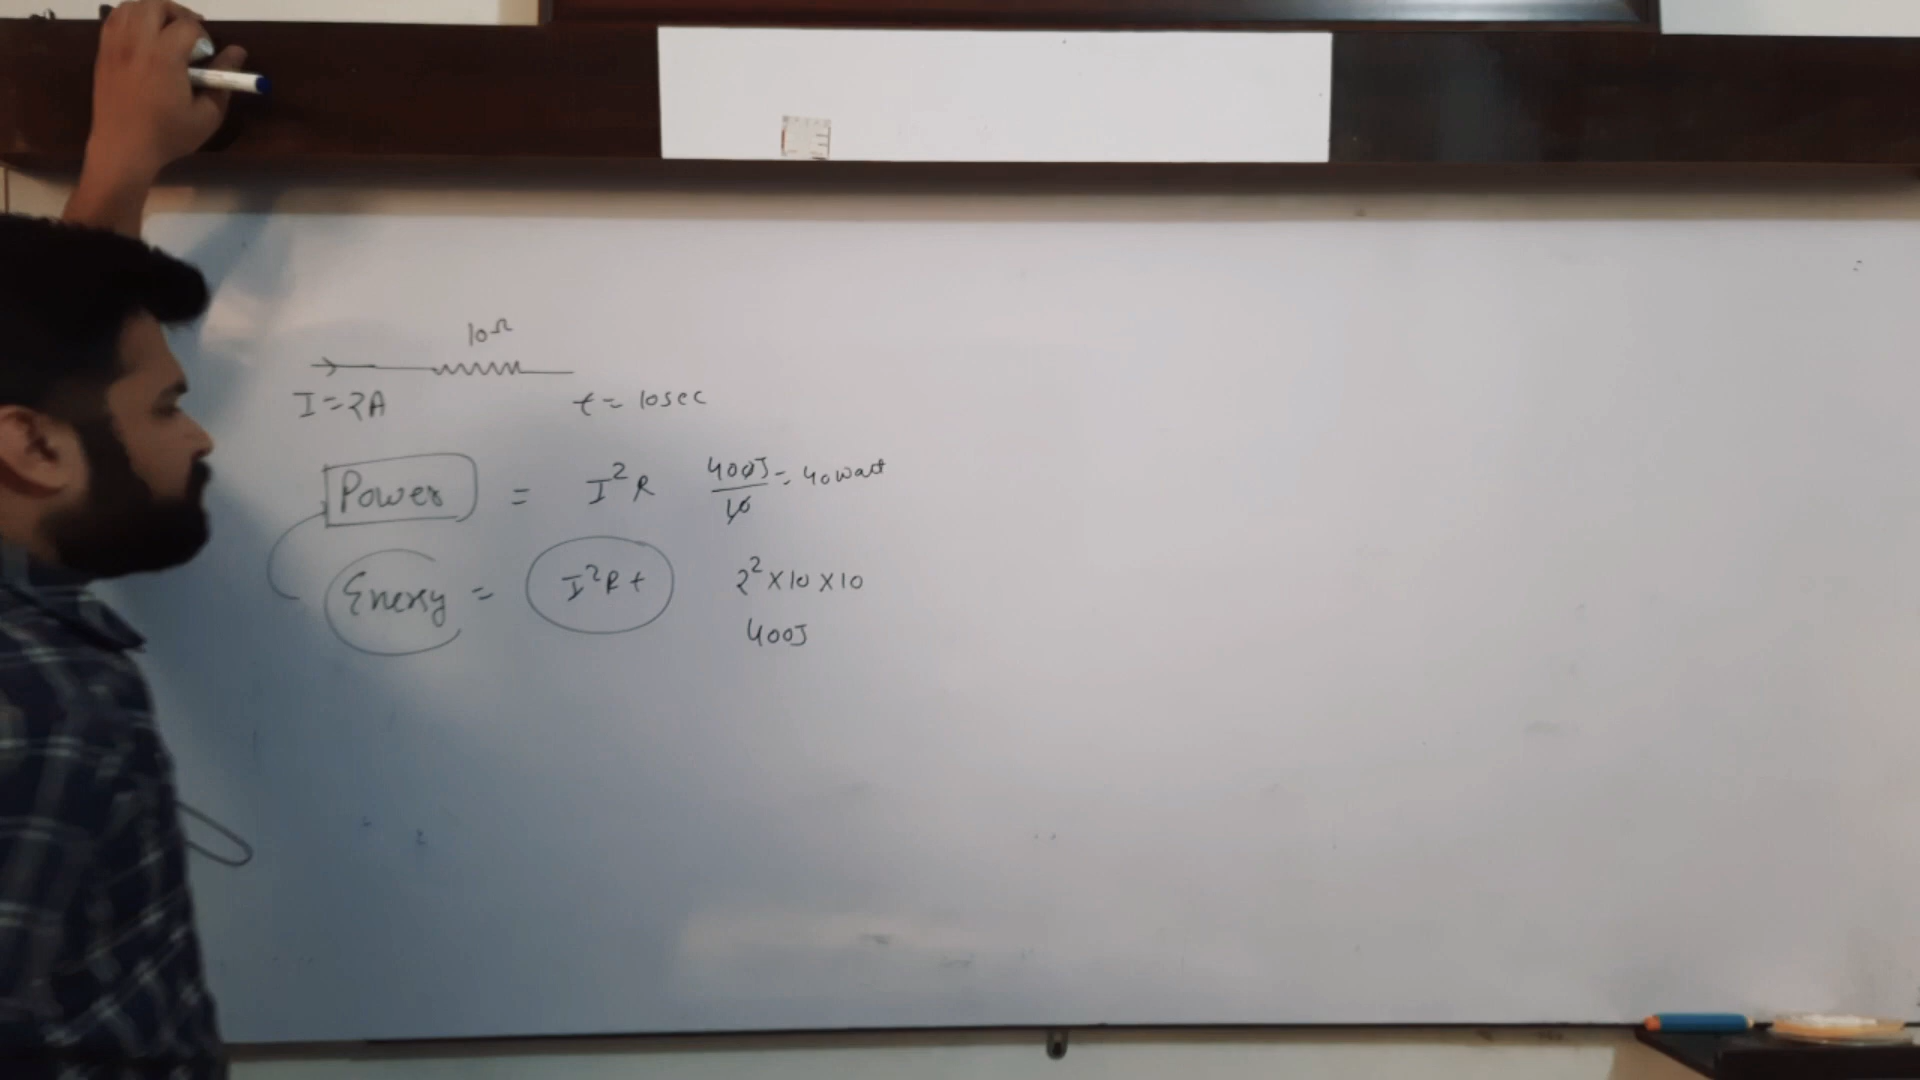 10Ω
I=2A t= 10sec
Power = I²R 400J/10 = 40watt
Energy = I²Rt 2²×10×10
400J